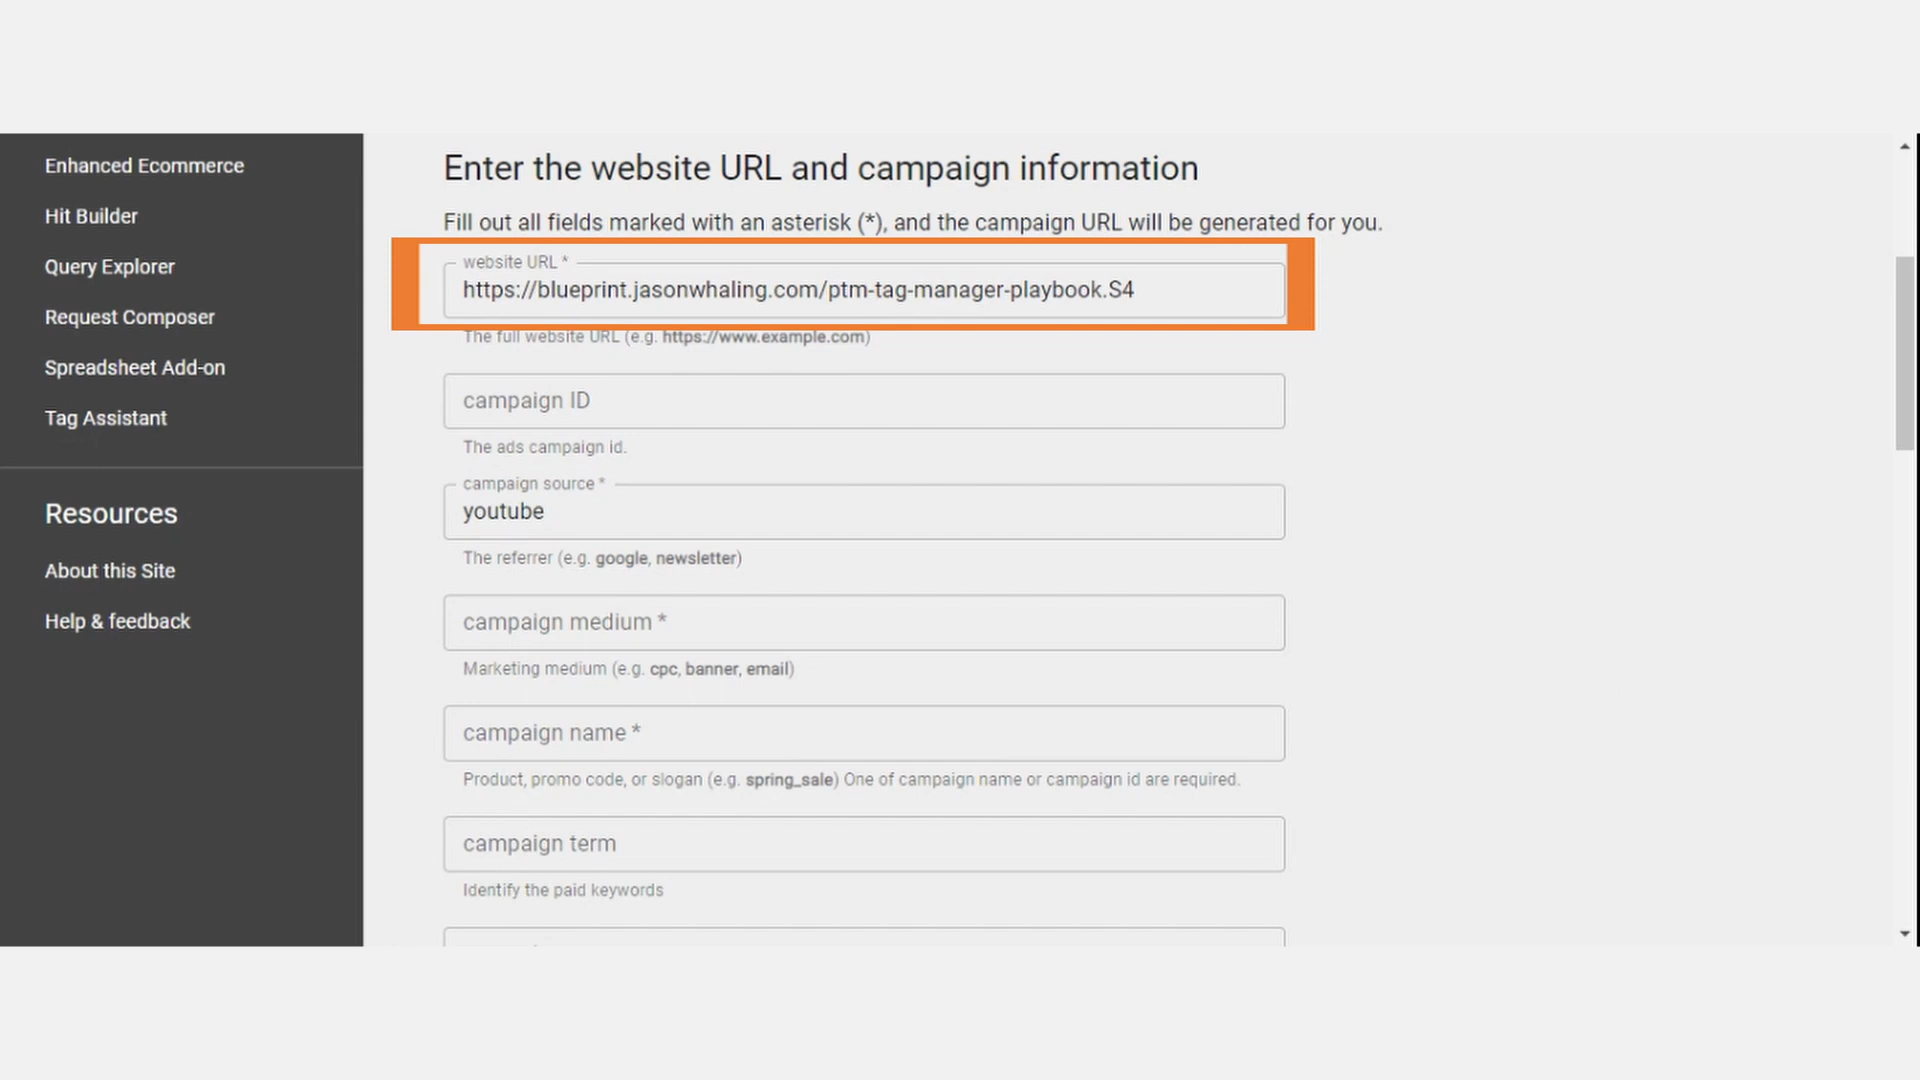 Enhanced Ecommerce
Hit Builder
Query Explorer
Request Composer
Spreadsheet Add-on
Tag Assistant
Resources
About this Site
Help & feedback
Enter the website URL and campaign information
Fill out all fields marked with an asterisk (*), and the campaign URL will be generated for you.
website URL *
https://blueprint.jasonwhaling.com/ptm-tag-manager-playbook.S4
The full website URL (e.g. https://www.example.com)
campaign ID
The ads campaign id.
campaign source *
youtube
The referrer (e.g. google, newsletter)
campaign medium *
Marketing medium (e.g. cpc, banner, email)
campaign name *
Product, promo code, or slogan (e.g. spring_sale) One of campaign name or campaign id are required.
campaign term
Identify the paid keywords